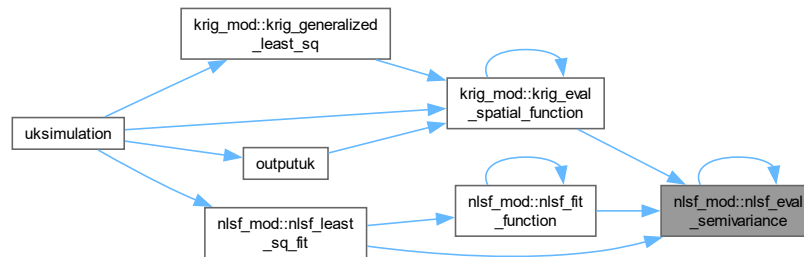 krig_mod::krig_generalized
_least_sq
krig_mod::krig_eval
_spatial_function
uksimulation
outputuk
nlsf_mod::nlsf_fit
_function
nlsf_mod::nlsf_eval
_semivariance
nlsf_mod::nlsf_least
_sq_fit